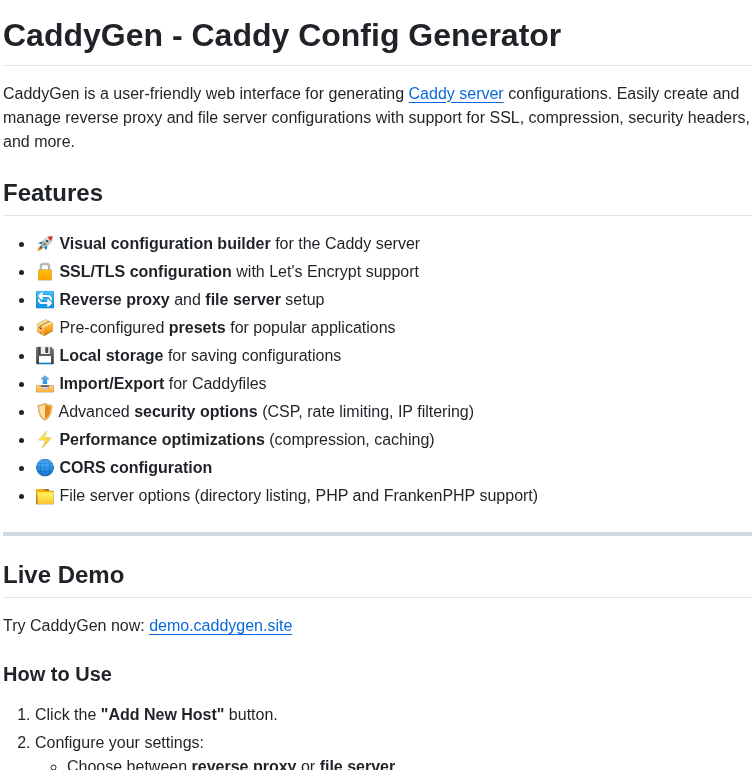 CaddyGen - Caddy Config Generator
CaddyGen is a user-friendly web interface for generating Caddy server configurations. Easily create and
manage reverse proxy and file server configurations with support for SSL, compression, security headers,
and more.
Features
• 🚀 Visual configuration builder for the Caddy server
• 🔒 SSL/TLS configuration with Let's Encrypt support
• 🔄 Reverse proxy and file server setup
• 📦 Pre-configured presets for popular applications
• 💾 Local storage for saving configurations
• 📤 Import/Export for Caddyfiles
• 🛡️ Advanced security options (CSP, rate limiting, IP filtering)
• ⚡ Performance optimizations (compression, caching)
• 🌐 CORS configuration
• 🗂️ File server options (directory listing, PHP and FrankenPHP support)
Live Demo
Try CaddyGen now: demo.caddygen.site
How to Use
1. Click the "Add New Host" button.
2. Configure your settings:
◦ Choose between reverse proxy or file server